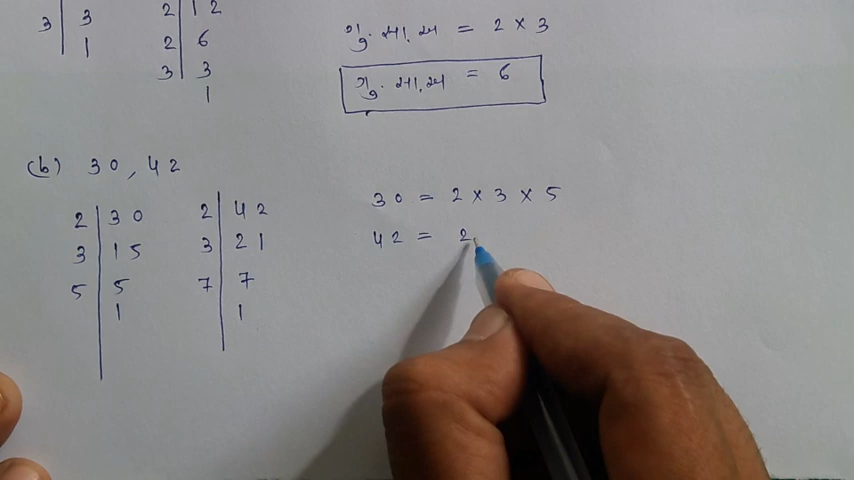 3 | 3
1
2 | 12
2 | 6
3 | 3
1
ગુ. સા.અ = 2 × 3
ગુ. સા.અ = 6
(b) 30, 42
2 | 30
3 | 15
5 | 5
1
2 | 42
3 | 21
7 | 7
1
30 = 2 × 3 × 5
42 = 2